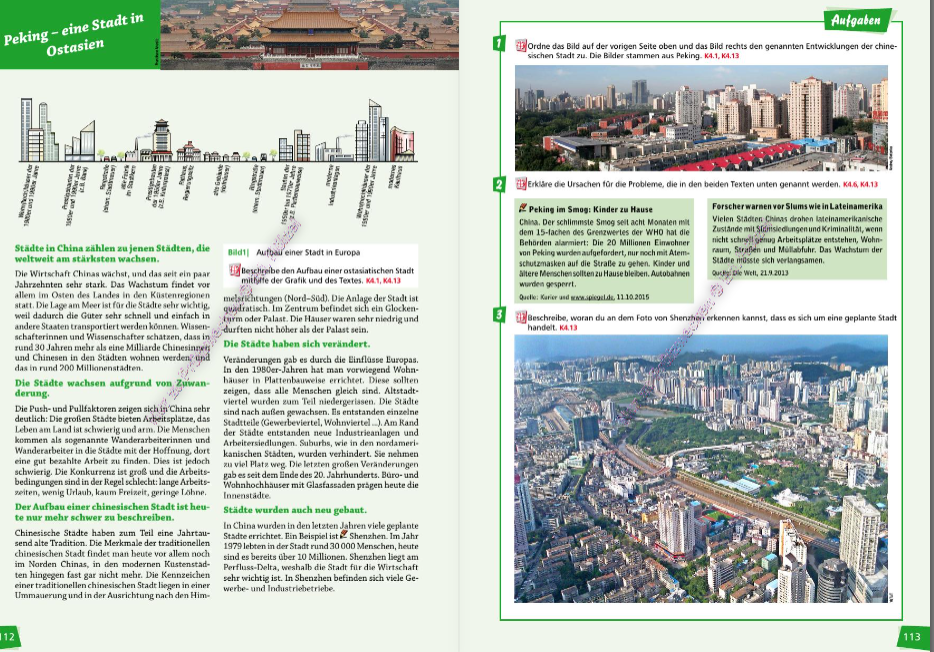 Peking – eine Stadt in
Ostasien
Städte in China zählen zu jenen Städten, die
weltweit am stärksten wachsen.
Die Wirtschaft Chinas wächst, und das seit ein paar
Jahrzehnten sehr stark. Das Wachstum findet vor
allem im Osten des Landes in den Küstenregionen
statt. Die Lage am Meer ist für die Städte sehr wichtig,
weil dadurch die Güter sehr schnell und einfach in
andere Staaten transportiert werden können. Wissen-
schafterinnen und Wissenschafter schätzen, dass in
rund 30 Jahren mehr als eine Milliarde Chinesinnen
und Chinesen in den Städten wohnen werden, und
das in rund 200 Millionenstädten.
Die Städte wachsen aufgrund von Zuwan-
derung.
Die Push- und Pullfaktoren zeigen sich in China sehr
deutlich: Die großen Städte bieten Arbeitsplätze, das
Leben am Land ist schwierig und arm. Die Menschen
kommen als sogenannte Wanderarbeiterinnen und
Wanderarbeiter in die Städte mit der Hoffnung, dort
eine gut bezahlte Arbeit zu finden. Dies ist jedoch
schwierig. Die Konkurrenz ist groß und die Arbeits-
bedingungen sind in der Regel schlecht: lange Arbeits-
zeiten, wenig Urlaub, kaum Freizeit, geringe Löhne.
Der Aufbau einer chinesischen Stadt ist heu-
te nur mehr schwer zu beschreiben.
Chinesische Städte haben zum Teil eine Jahrtau-
send alte Tradition. Die Merkmale der traditionellen
chinesischen Stadt findet man heute vor allem noch
im Norden Chinas, in den modernen Küstenstäd-
ten hingegen fast gar nicht mehr. Die Kennzeichen
einer traditionellen chinesischen Stadt liegen in einer
Ummauerung und in der Ausrichtung nach den Him-
Bild1| Aufbau einer Stadt in Europa
Beschreibe den Aufbau einer ostasiatischen Stadt
mithilfe der Grafik und des Textes. K4.1, K4.13
melsrichtungen (Nord–Süd). Die Anlage der Stadt ist
quadratisch. Im Zentrum befindet sich ein Glocken-
turm oder Palast. Die Häuser waren sehr niedrig und
durften nicht höher als der Palast sein.
Die Städte haben sich verändert.
Veränderungen gab es durch die Einflüsse Europas.
In den 1980er-Jahren hat man vorwiegend Wohn-
häuser in Plattenbauweise errichtet. Diese sollten
zeigen, dass alle Menschen gleich sind. Altstadt-
viertel wurden zum Teil niedergerissen. Die Städte
sind nach außen gewachsen. Es entstanden einzelne
Stadtteile (Gewerbeviertel, Wohnviertel ...). Am Rand
der Städte entstanden neue Industrieanlagen und
Arbeitersiedlungen. Suburbs, wie in den nordameri-
kanischen Städten, wurden verhindert. Sie nehmen
zu viel Platz weg. Die letzten großen Veränderungen
gab es seit dem Ende des 20. Jahrhunderts. Büro- und
Wohnhochhäuser mit Glasfassaden prägen heute die
Innenstädte.
Städte wurden auch neu gebaut.
In China wurden in den letzten Jahren viele geplante
Städte errichtet. Ein Beispiel ist Shenzhen. Im Jahr
1979 lebten in der Stadt rund 30 000 Menschen, heute
sind es bereits über 10 Millionen. Shenzhen liegt am
Perfluss-Delta, weshalb die Stadt für die Wirtschaft
sehr wichtig ist. In Shenzhen befinden sich viele Ge-
werbe- und Industriebetriebe.
112
Aufgaben
1
Ordne das Bild auf der vorigen Seite oben und das Bild rechts den genannten Entwicklungen der chine-
sischen Stadt zu. Die Bilder stammen aus Peking. K4.1, K4.13
2
Erkläre die Ursachen für die Probleme, die in den beiden Texten unten genannt werden. K4.6, K4.13
Peking im Smog: Kinder zu Hause
China. Der schlimmste Smog seit acht Monaten mit
dem 15-fachen des Grenzwertes der WHO hat die
Behörden alarmiert: Die 20 Millionen Einwohner
von Peking wurden aufgefordert, nur noch mit Atem-
schutzmasken auf die Straße zu gehen. Kinder und
ältere Menschen sollten zu Hause bleiben. Autobahnen
wurden gesperrt.
Quelle: Kurier und www.spiegel.de, 11.10.2015
Forscher warnen vor Slums wie in Lateinamerika
Vielen Städten Chinas drohen lateinamerikanische
Zustände mit Slumsiedlungen und Kriminalität, wenn
nicht schnell genug Arbeitsplätze entstehen, Wohn-
raum, Straßen und Müllabfuhr. Das Wachstum der
Städte müsste sich verlangsamen.
Quelle: Die Welt, 21.9.2013
3
Beschreibe, woran du an dem Foto von Shenzhen erkennen kannst, dass es sich um eine geplante Stadt
handelt. K4.13
113